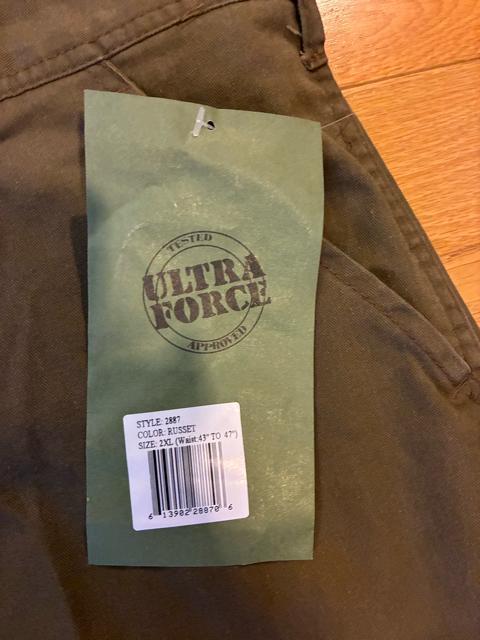 TESTED
ULTRA
FORCE
APPROVED
STYLE: 2887
COLOR: RUSSET
SIZE: 2XL (Waist:43" TO 47")
6 13902 28870 6